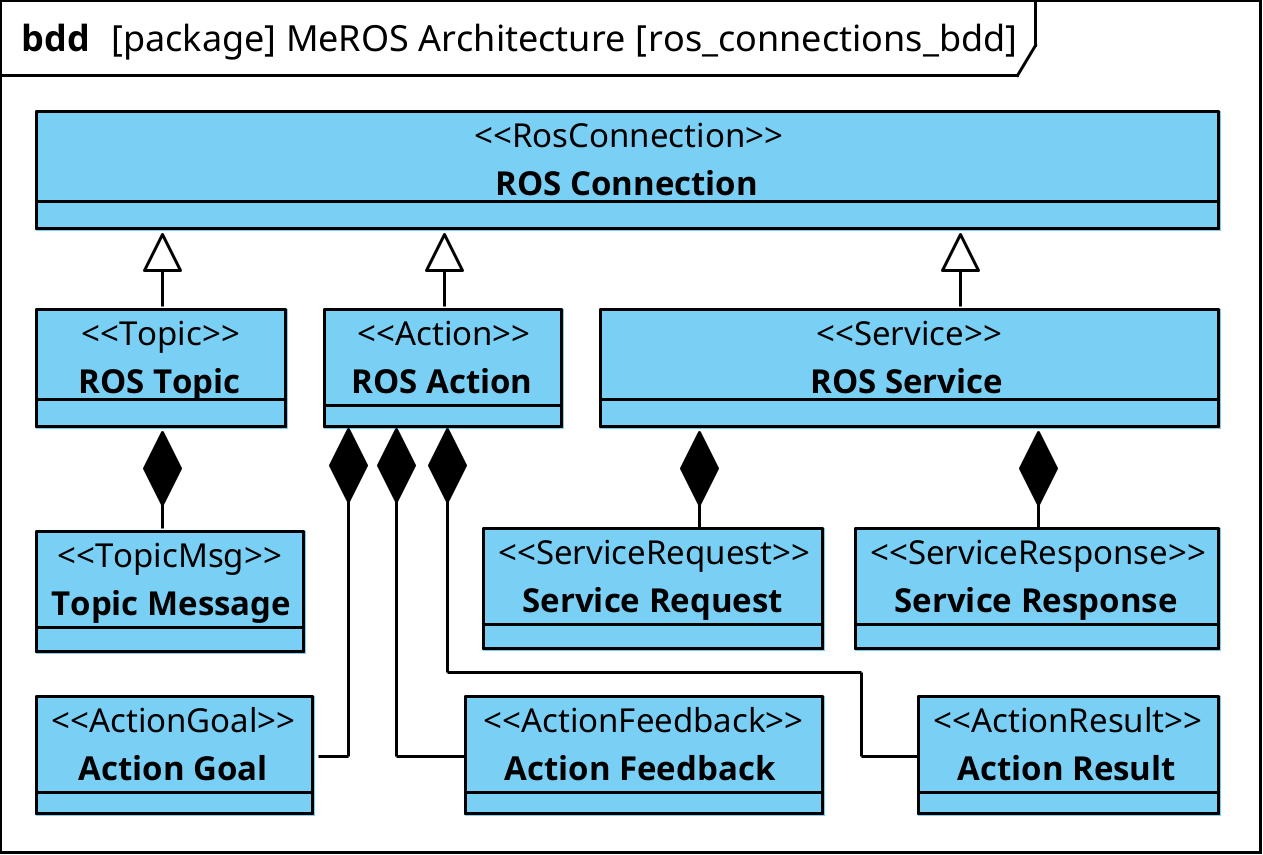 bdd [package] MeROS Architecture [ros_connections_bdd]
<<RosConnection>>
ROS Connection
<<Topic>>
ROS Topic
<<Action>>
ROS Action
<<Service>>
ROS Service
<<TopicMsg>>
Topic Message
<<ServiceRequest>>
Service Request
<<ServiceResponse>>
Service Response
<<ActionGoal>>
Action Goal
<<ActionFeedback>>
Action Feedback
<<ActionResult>>
Action Result